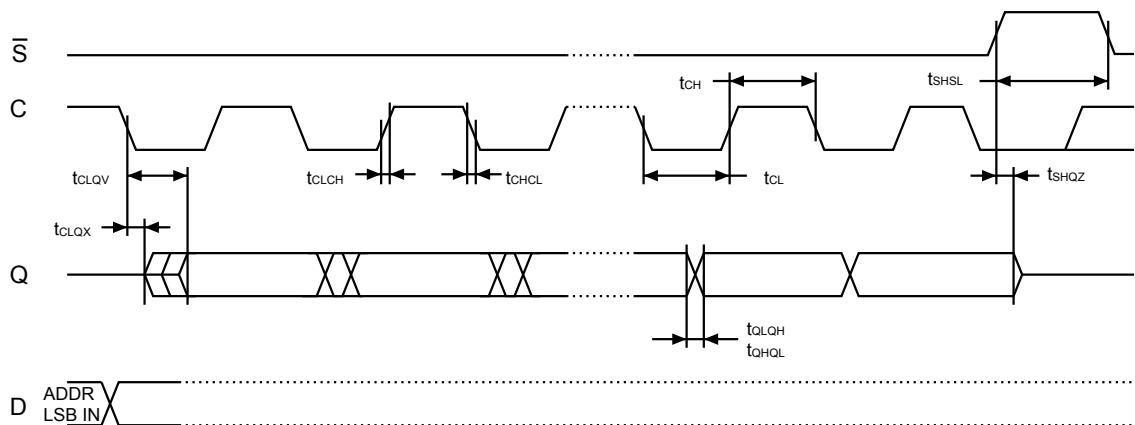 S̅
tCH
tSHSL
C
tCLQV
tCLCH
tCHCL
tCL
tSHQZ
tCLQX
Q
tQLQH
tQHQL
D
ADDR
LSB IN